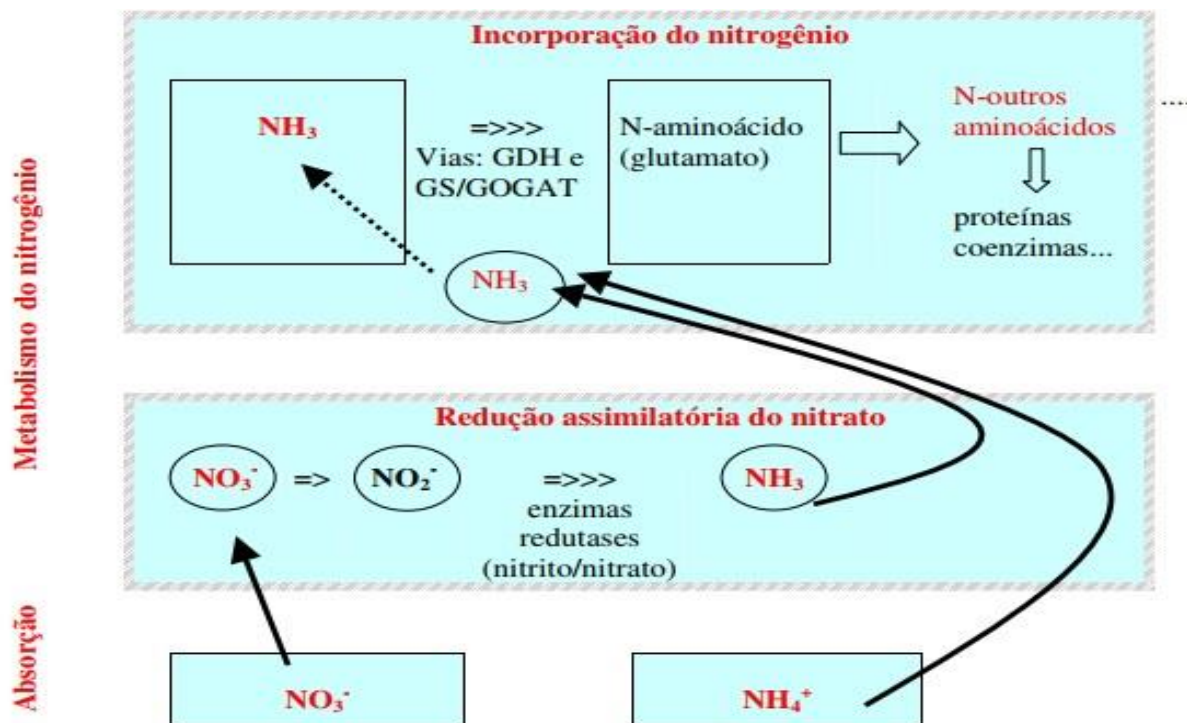 Incorporação do nitrogênio
NH₃
=>>>
Vias: GDH e
GS/GOGAT
N-aminoácido
(glutamato)
N-outros
aminoácidos
proteínas
coenzimas...
NH₃
Metabolismo do nitrogênio
Redução assimilatória do nitrato
NO₃⁻ => NO₂⁻ =>>> NH₃
enzimas
redutases
(nitrito/nitrato)
Absorção
NO₃⁻
NH₄⁺